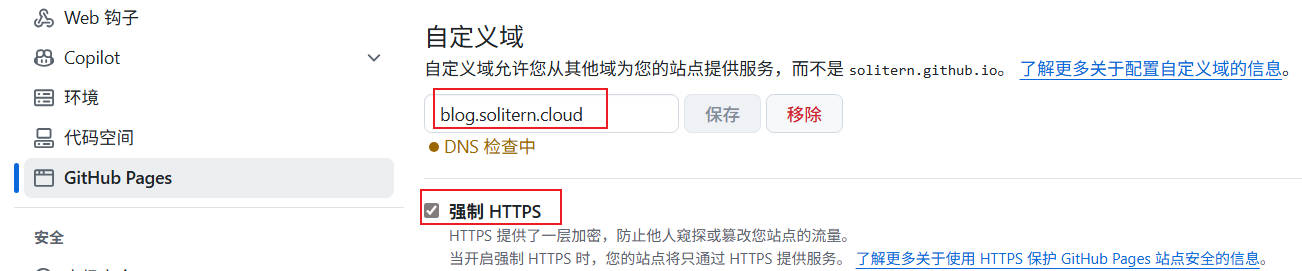 Web 钩子
Copilot
环境
代码空间
GitHub Pages
安全
自定义域
自定义域允许您从其他域为您的站点提供服务，而不是 solitern.github.io。 了解更多关于配置自定义域的信息。
blog.solitern.cloud 保存 移除
DNS 检查中
强制 HTTPS
HTTPS 提供了一层加密，防止他人窥探或篡改您站点的流量。
当开启强制 HTTPS 时，您的站点将只通过 HTTPS 提供服务。 了解更多关于使用 HTTPS 保护 GitHub Pages 站点安全的信息。